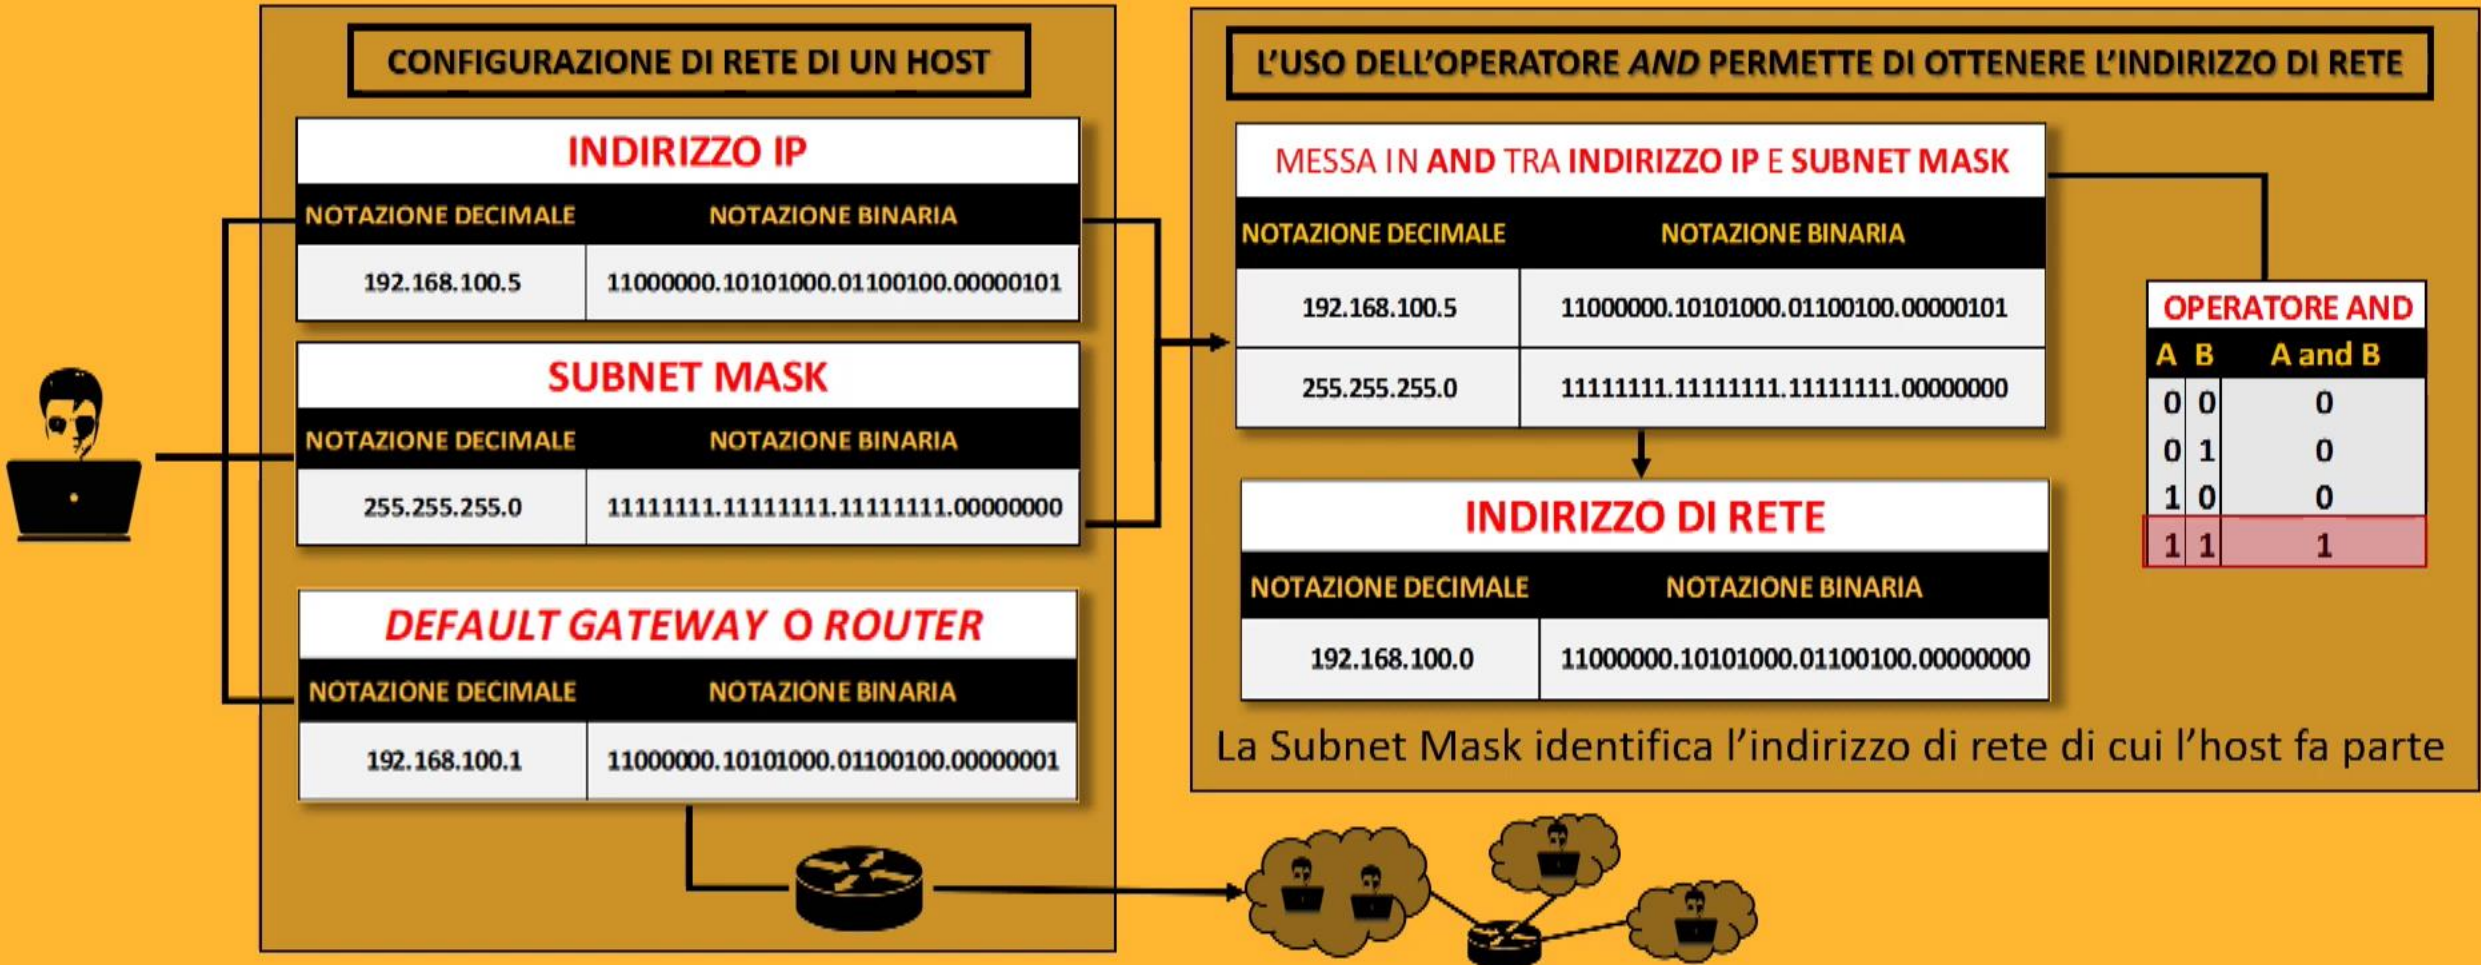 CONFIGURAZIONE DI RETE DI UN HOST
INDIRIZZO IP
NOTAZIONE DECIMALE NOTAZIONE BINARIA
192.168.100.5 11000000.10101000.01100100.00000101
SUBNET MASK
NOTAZIONE DECIMALE NOTAZIONE BINARIA
255.255.255.0 11111111.11111111.11111111.00000000
DEFAULT GATEWAY O ROUTER
NOTAZIONE DECIMALE NOTAZIONE BINARIA
192.168.100.1 11000000.10101000.01100100.00000001
L'USO DELL'OPERATORE AND PERMETTE DI OTTENERE L'INDIRIZZO DI RETE
MESSA IN AND TRA INDIRIZZO IP E SUBNET MASK
NOTAZIONE DECIMALE NOTAZIONE BINARIA
192.168.100.5 11000000.10101000.01100100.00000101
255.255.255.0 11111111.11111111.11111111.00000000
INDIRIZZO DI RETE
NOTAZIONE DECIMALE NOTAZIONE BINARIA
192.168.100.0 11000000.10101000.01100100.00000000
OPERATORE AND
A B A and B
0 0 0
0 1 0
1 0 0
1 1 1
La Subnet Mask identifica l'indirizzo di rete di cui l'host fa parte